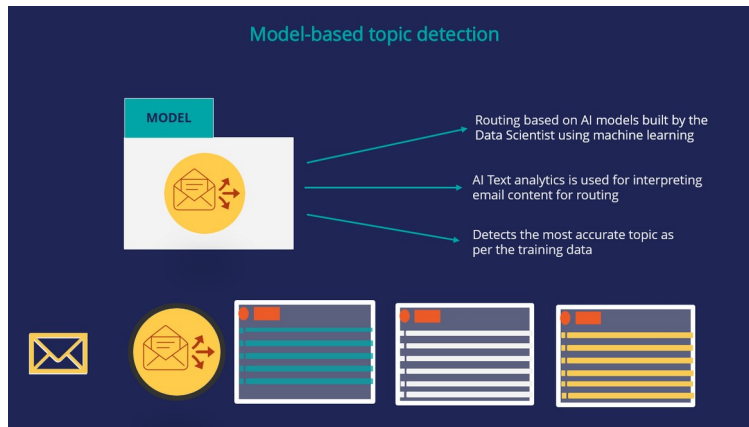 Model-based topic detection
MODEL
Routing based on AI models built by the
Data Scientist using machine learning
AI Text analytics is used for interpreting
email content for routing
Detects the most accurate topic as
per the training data